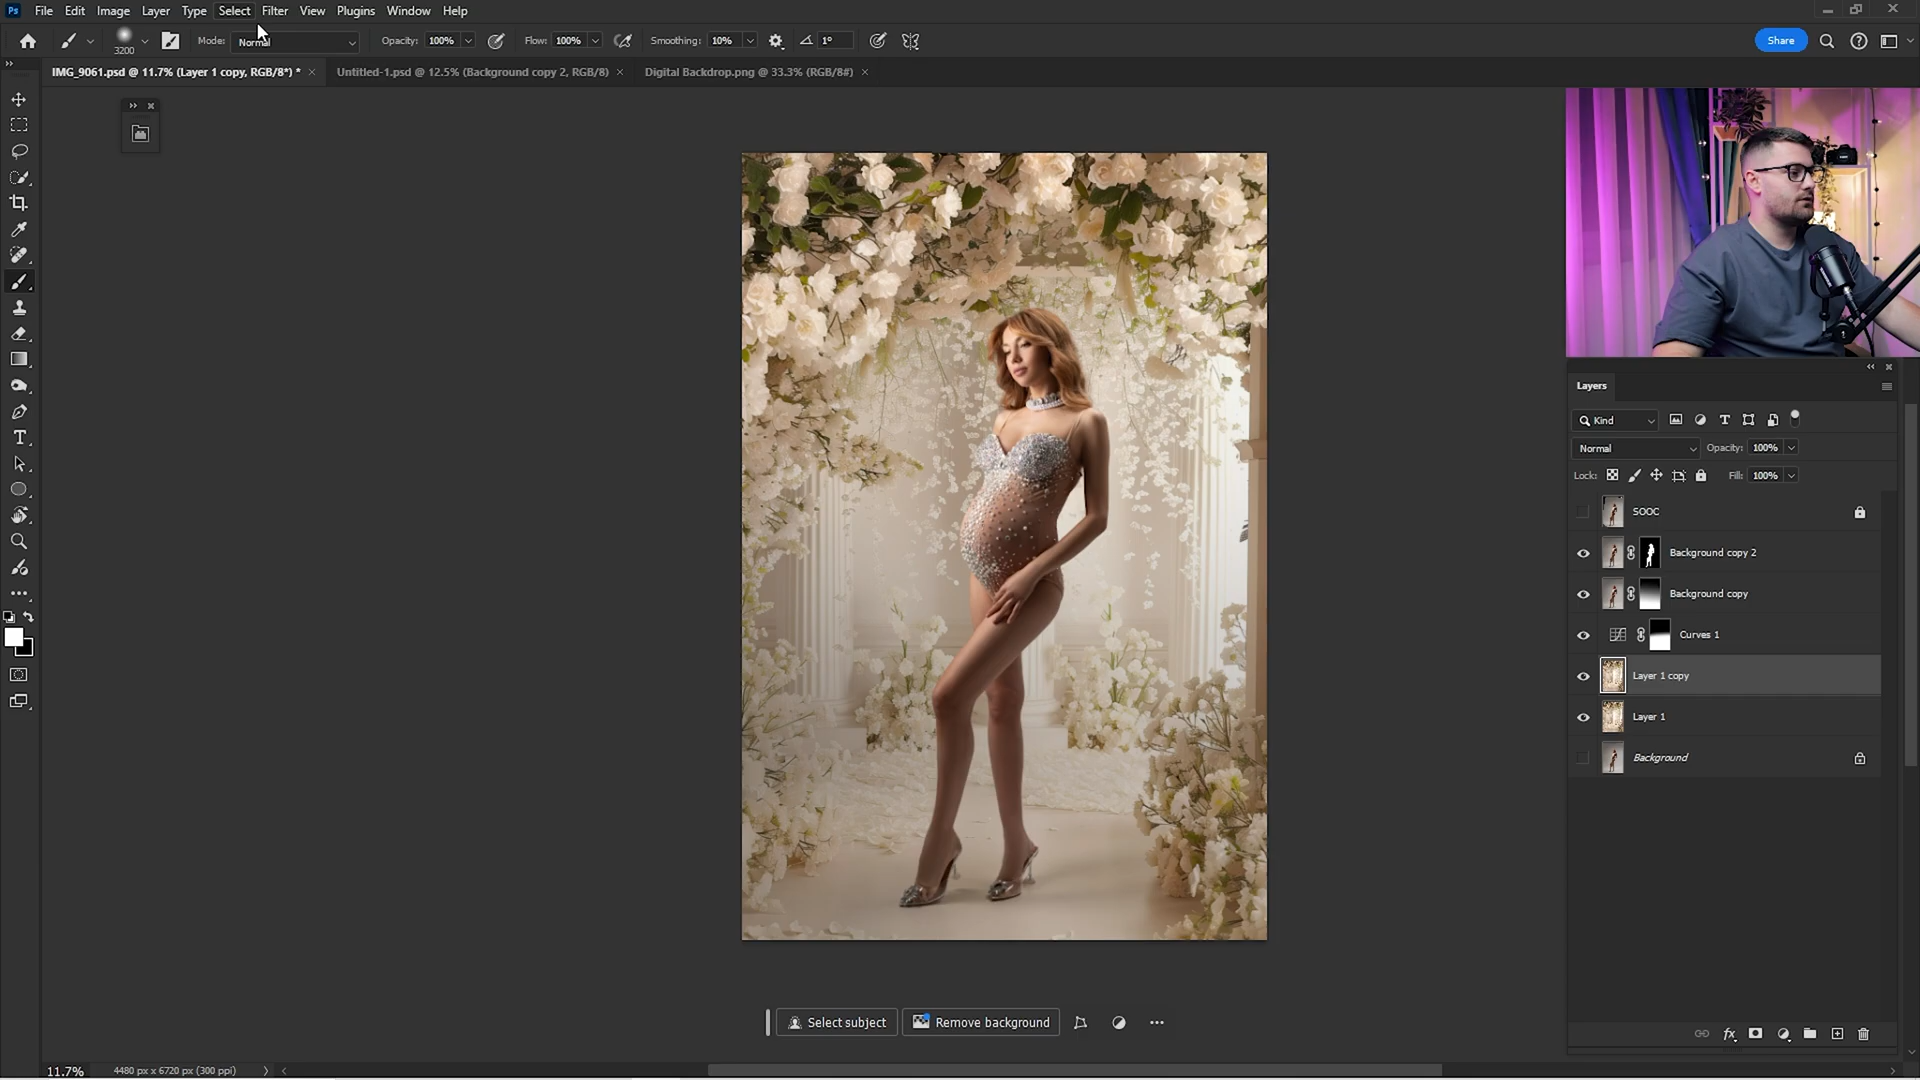 Ps File Edit Image Layer Type Select Filter View Plugins Window Help
3200 Mode: Normal Opacity: 100% Flow: 100% Smoothing: 10% 1° Share
IMG_9061.psd @ 11.7% (Layer 1 copy, RGB/8*) * Untitled-1.psd @ 12.5% (Background copy 2, RGB/8) Digital Backdrop.png @ 33.3% (RGB/8#)
Layers
Kind
Normal Opacity: 100%
Lock: Fill: 100%
SOOC
Background copy 2
Background copy
Curves 1
Layer 1 copy
Layer 1
Background
Select subject Remove background
11.7% 4480 px x 6720 px (300 ppi)